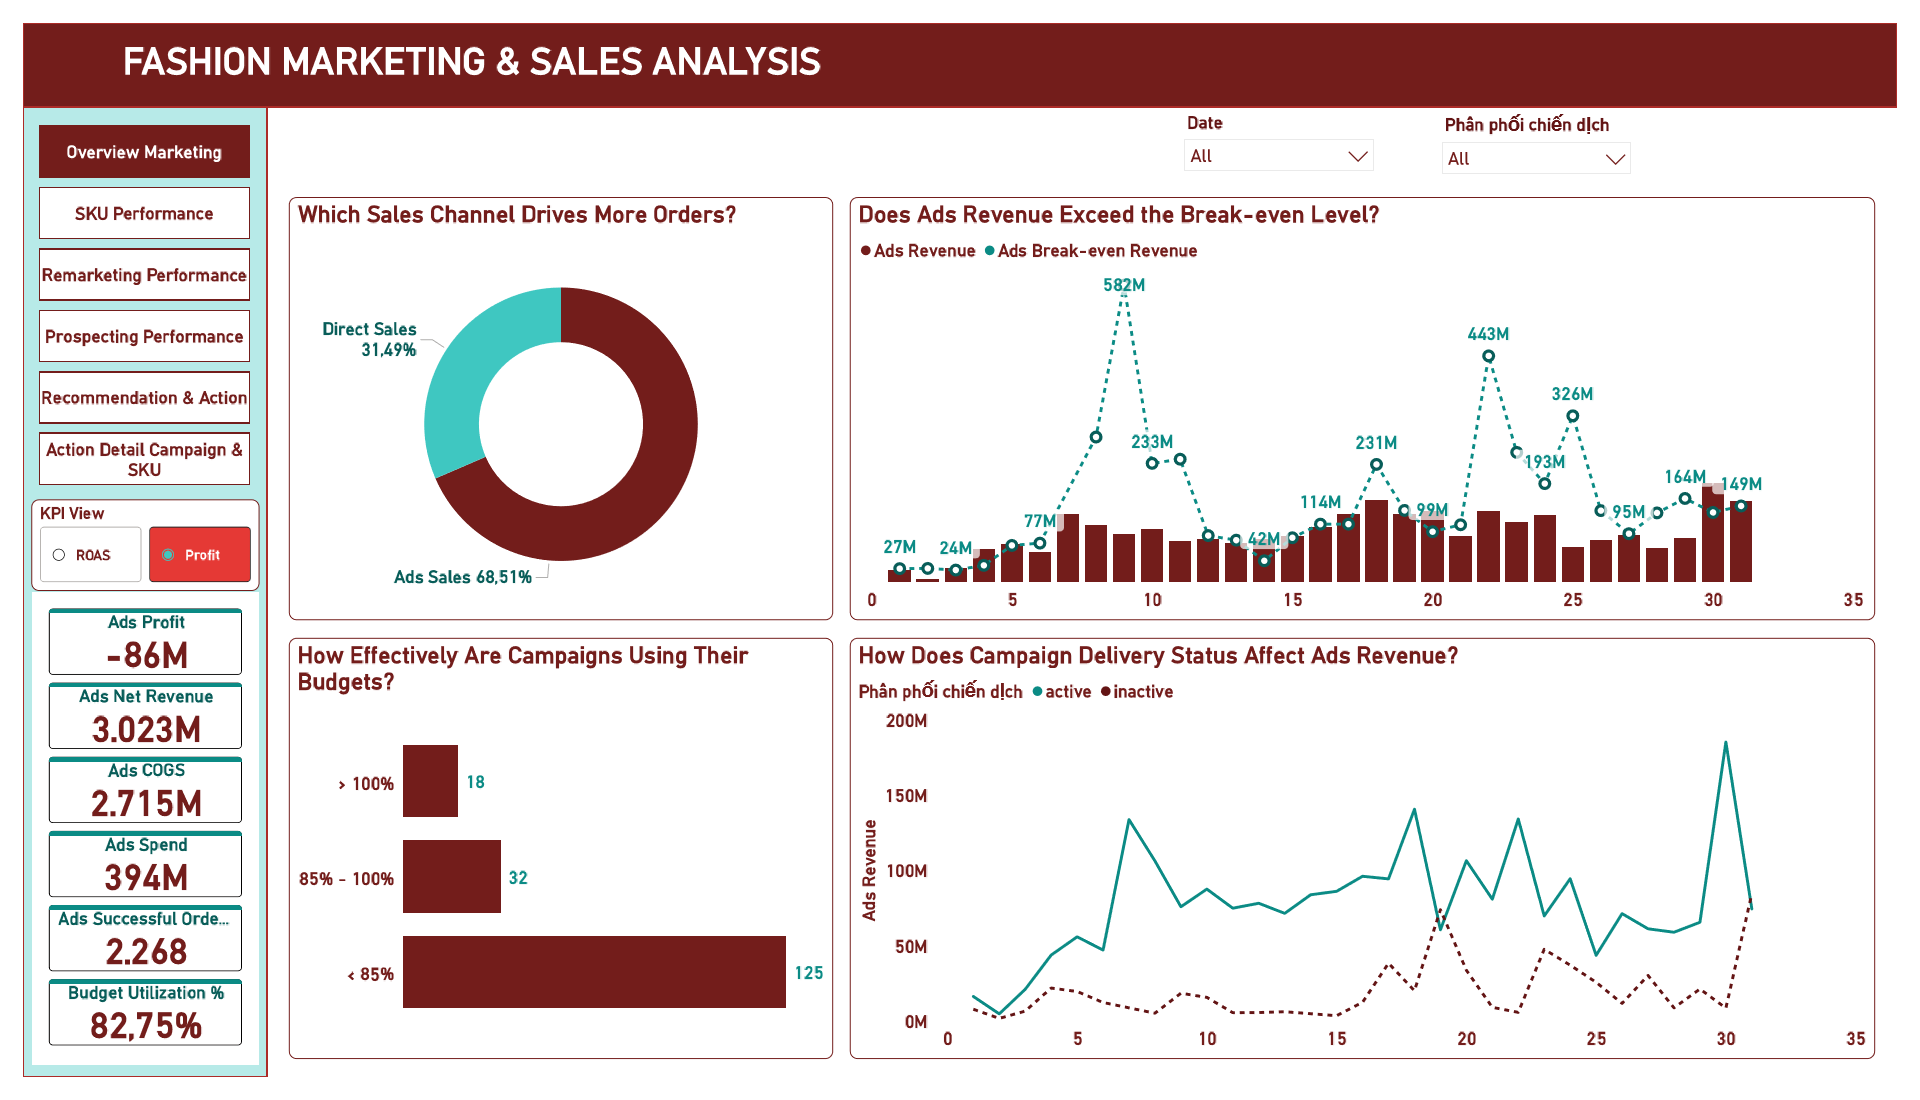 FASHION MARKETING & SALES ANALYSIS
Overview Marketing
SKU Performance
Remarketing Performance
Prospecting Performance
Recommendation & Action
Action Detail Campaign &
SKU
KPI View
ROAS
Profit
Ads Profit
-86M
Ads Net Revenue
3.023M
Ads COGS
2.715M
Ads Spend
394M
Ads Successful Orde...
2.268
Budget Utilization %
82,75%
Date
All
Phân phối chiến dịch
All
Which Sales Channel Drives More Orders?
Direct Sales
31,49%
Ads Sales 68,51%
Does Ads Revenue Exceed the Break-even Level?
Ads Revenue Ads Break-even Revenue
582M
443M
326M
233M
231M
193M
164M
149M
114M
99M
95M
77M
42M
27M
24M
0 5 10 15 20 25 30 35
How Effectively Are Campaigns Using Their
Budgets?
> 100% 18
85% - 100% 32
< 85% 125
How Does Campaign Delivery Status Affect Ads Revenue?
Phân phối chiến dịch active inactive
Ads Revenue
200M
150M
100M
50M
0M
0 5 10 15 20 25 30 35